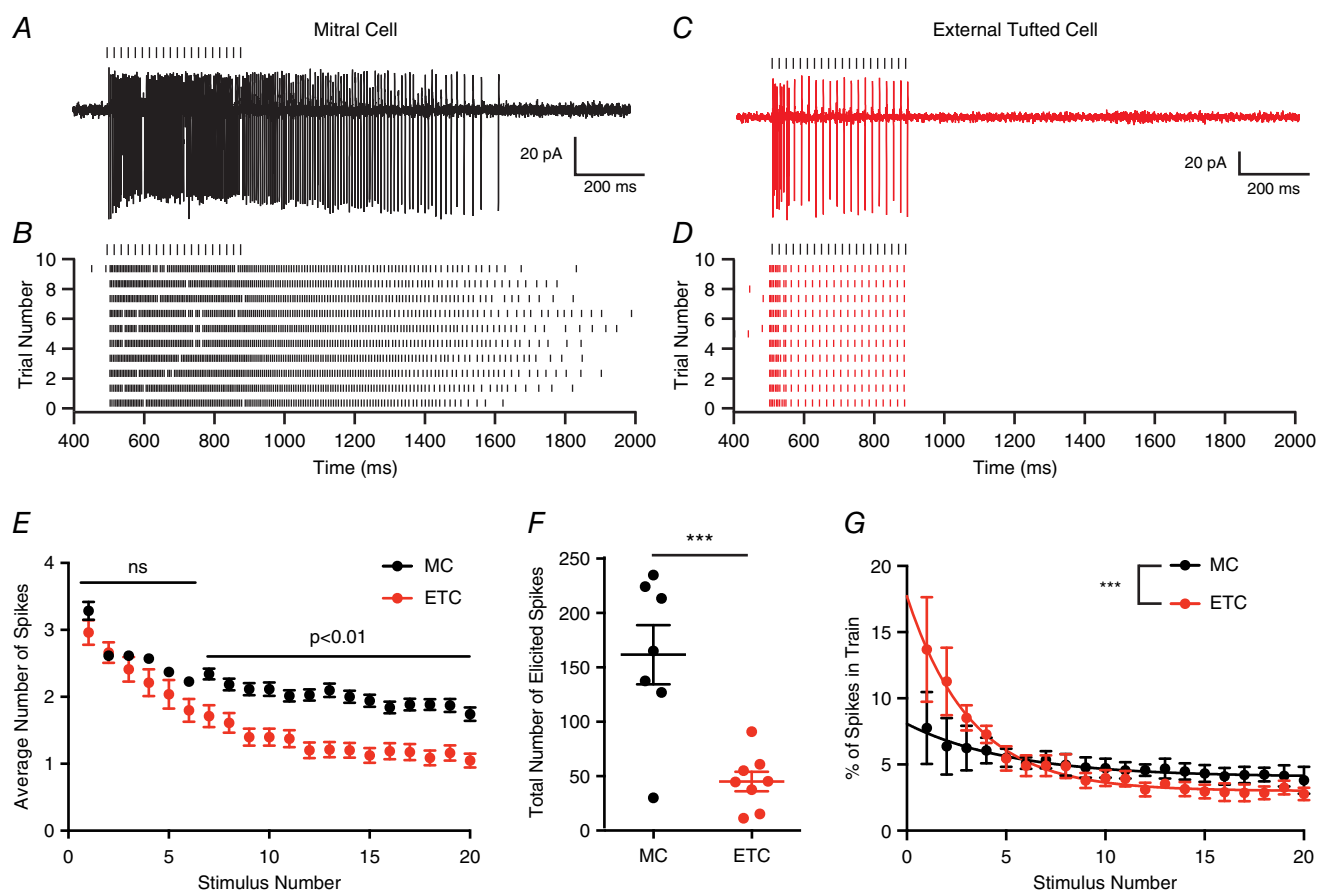 A
Mitral Cell
20 pA
200 ms
B
10
8
6
4
2
0
Trial Number
400 600 800 1000 1200 1400 1600 1800 2000
Time (ms)
C
External Tufted Cell
20 pA
200 ms
D
10
8
6
4
2
0
Trial Number
400 600 800 1000 1200 1400 1600 1800 2000
Time (ms)
E
4
3
2
1
0
Average Number of Spikes
ns
MC
ETC
p<0.01
0 5 10 15 20
Stimulus Number
F
250
200
150
100
50
0
Total Number of Elicited Spikes
***
MC ETC
G
20
15
10
5
0
% of Spikes in Train
***
MC
ETC
0 5 10 15 20
Stimulus Number